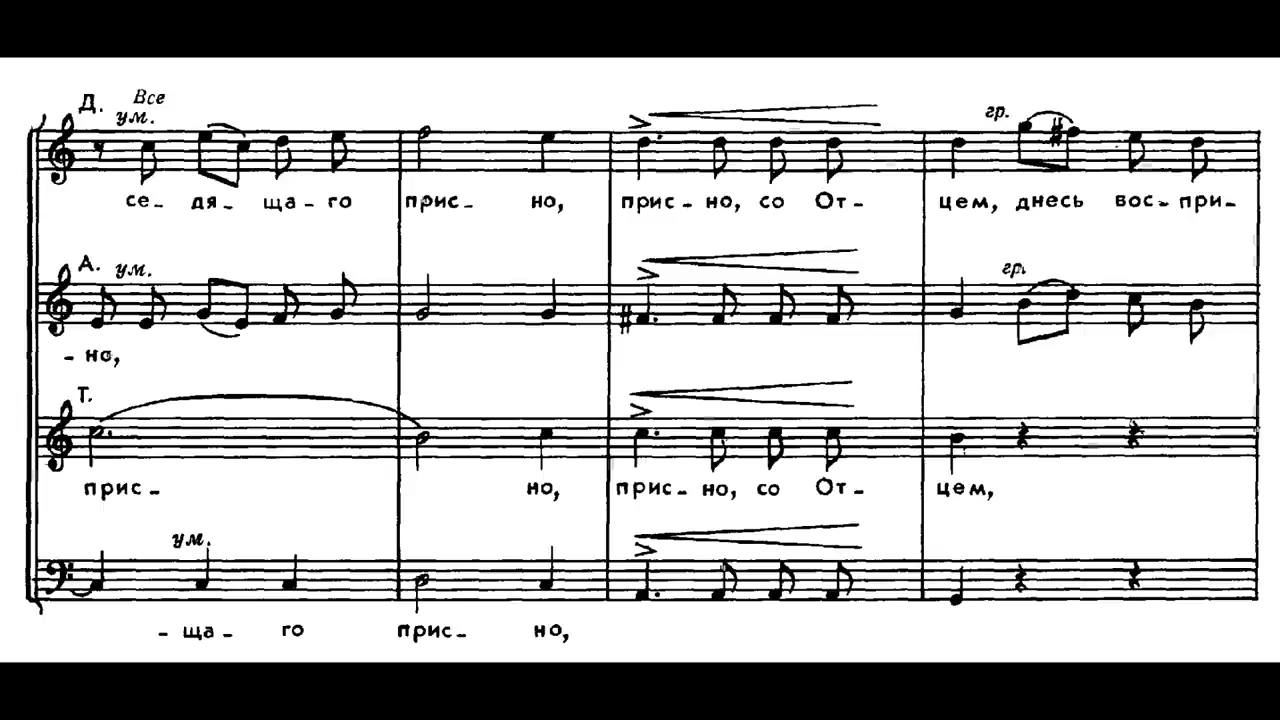 Д. Все
ум.
се- дя- ща- го прис- но, прис- но, со От- цем, днесь вос- при-
гр.
А. ум.
гр.
- но,
Т.
прис- но, прис- но, со От- цем,
ум.
- ща- го прис- но,